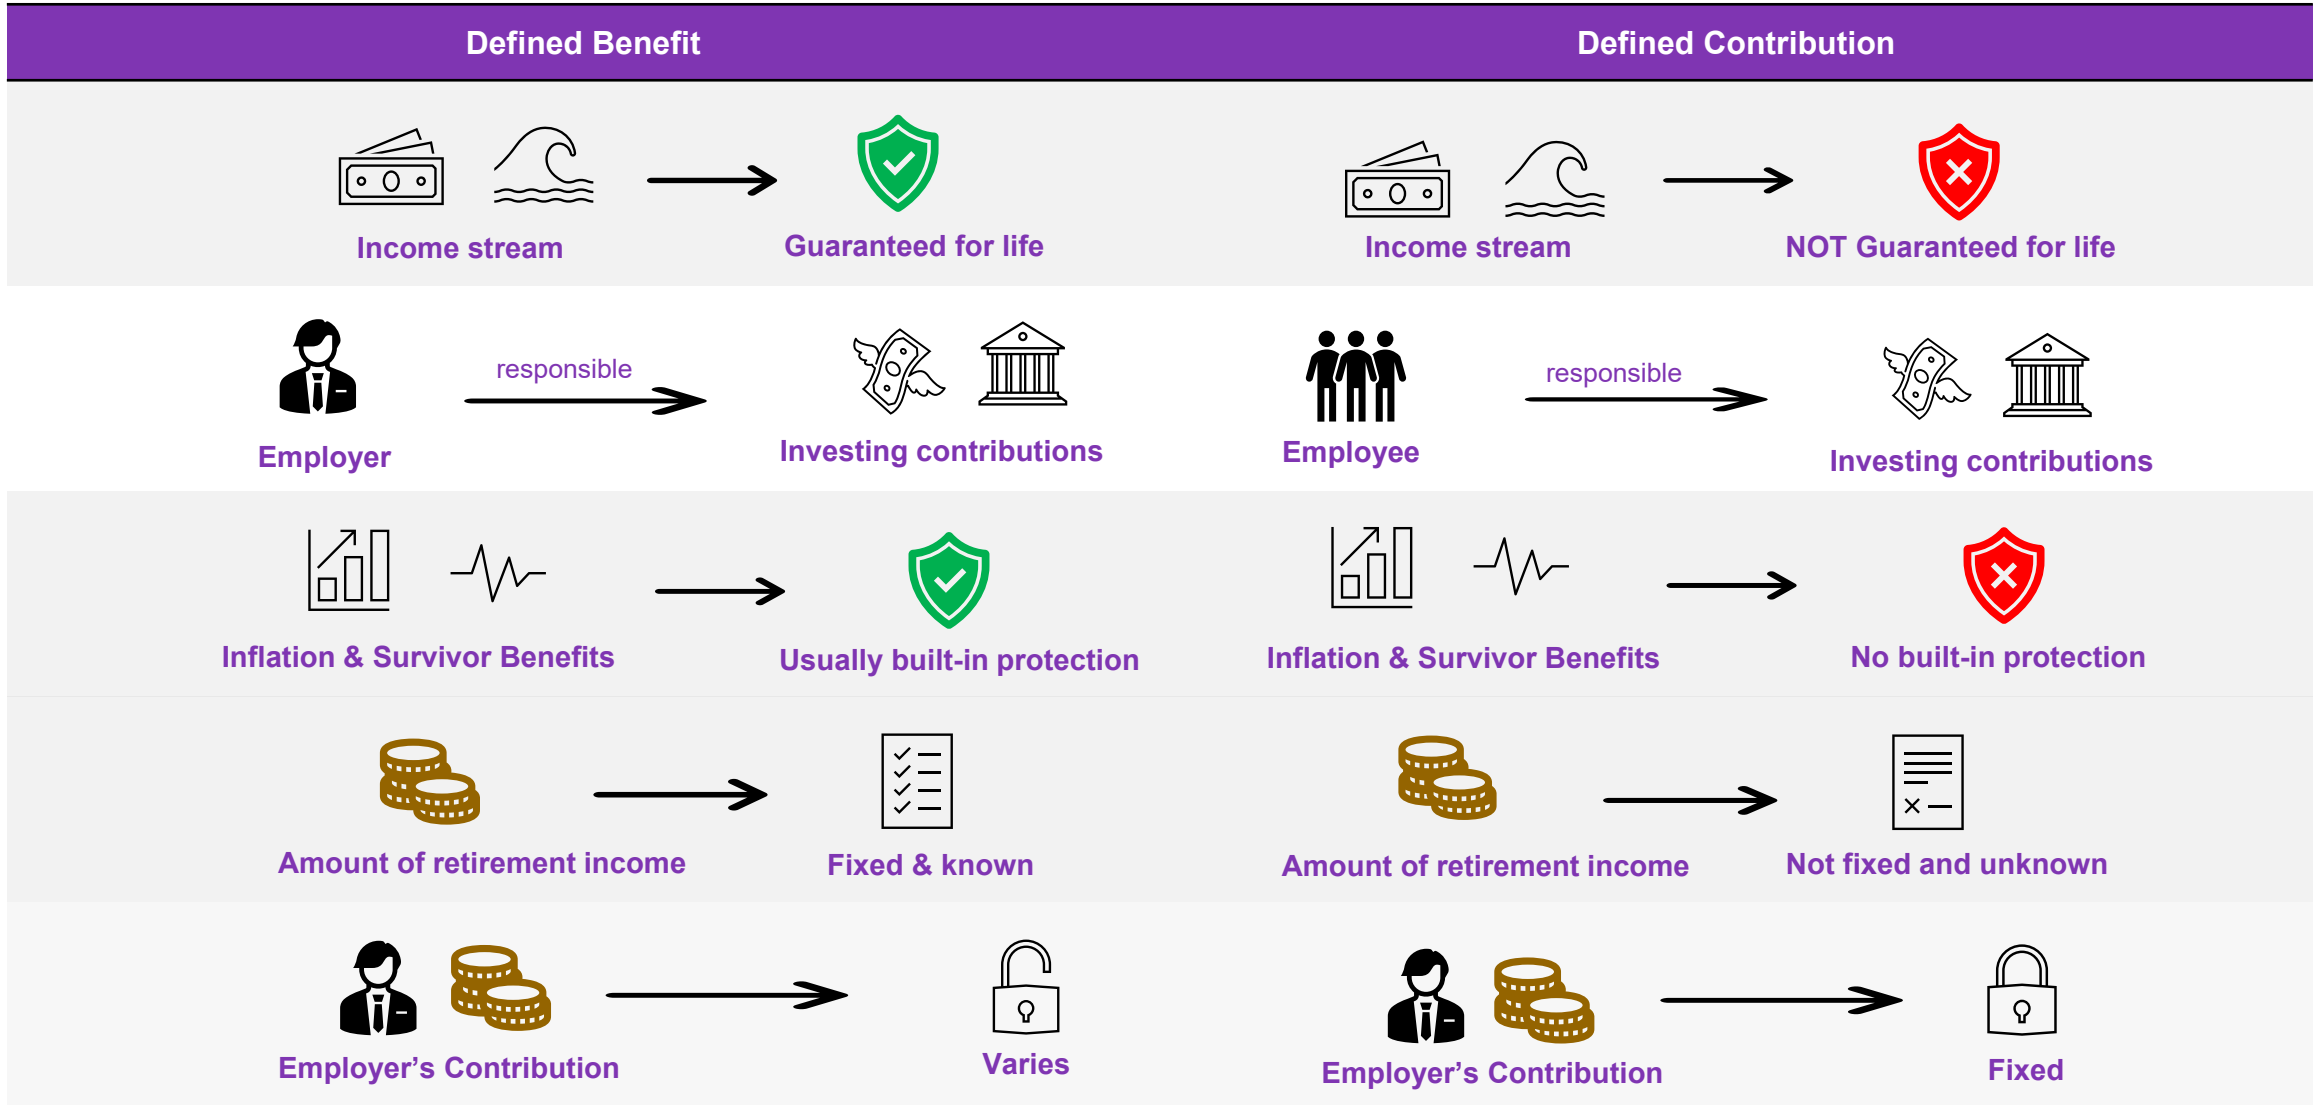 Defined Benefit
Defined Contribution
Income stream
Guaranteed for life
Income stream
NOT Guaranteed for life
Employer
responsible
Investing contributions
Employee
responsible
Investing contributions
Inflation & Survivor Benefits
Usually built-in protection
Inflation & Survivor Benefits
No built-in protection
Amount of retirement income
Fixed & known
Amount of retirement income
Not fixed and unknown
Employer’s Contribution
Varies
Employer’s Contribution
Fixed